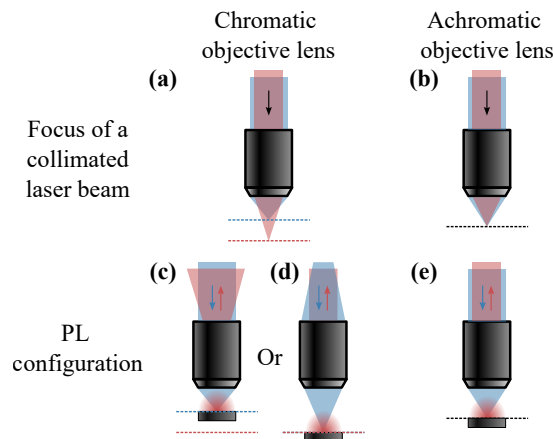 Chromatic
objective lens
Achromatic
objective lens
(a)
(b)
Focus of a
collimated
laser beam
(c)
(d)
(e)
PL
configuration
Or